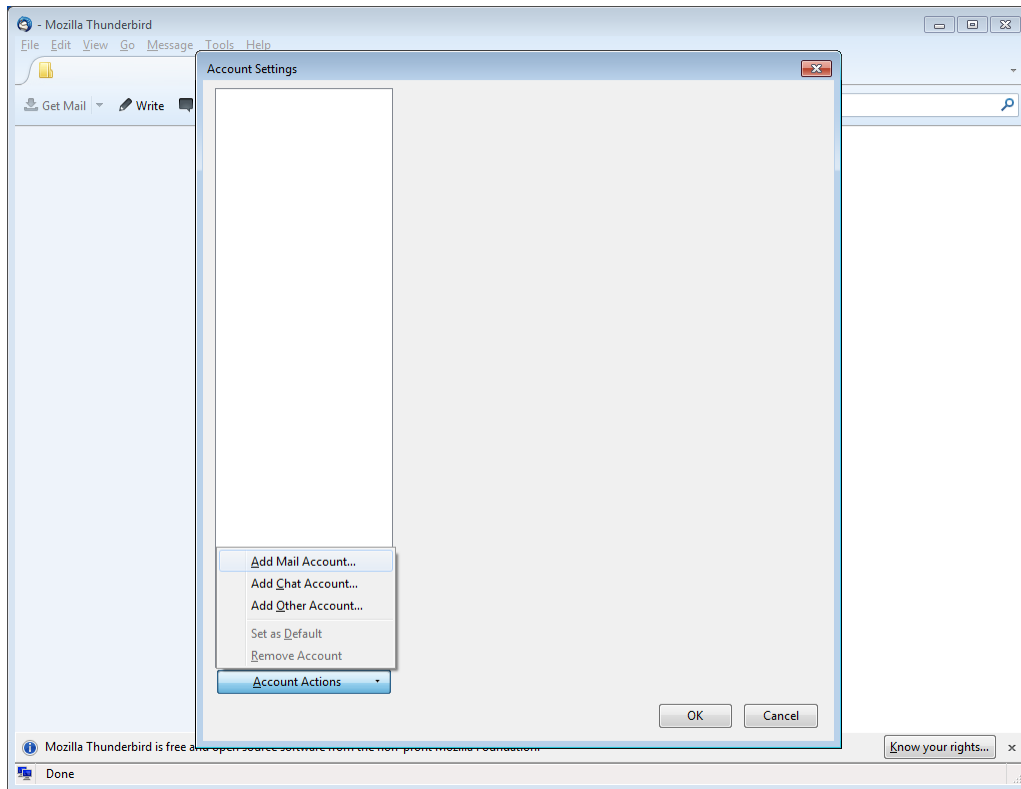 - Mozilla Thunderbird
File Edit View Go Message Tools Help
Account Settings
Get Mail Write
Add Mail Account...
Add Chat Account...
Add Other Account...
Set as Default
Remove Account
Account Actions
OK Cancel
Mozilla Thunderbird is free and open source software from the non-profit Mozilla Foundation. Know your rights...
Done